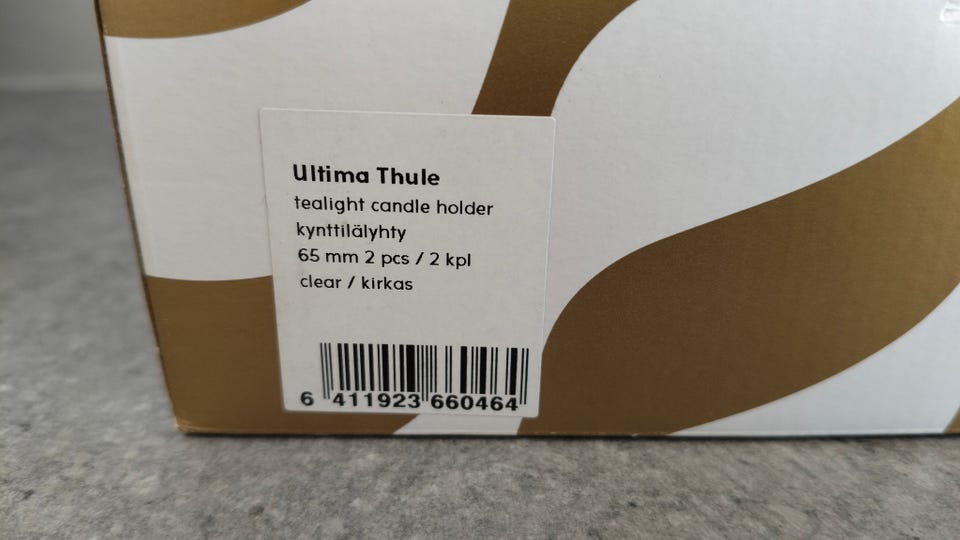 Ultima Thule
tealight candle holder
kynttilälyhty
65 mm 2 pcs / 2 kpl
clear / kirkas
6 411923 660464